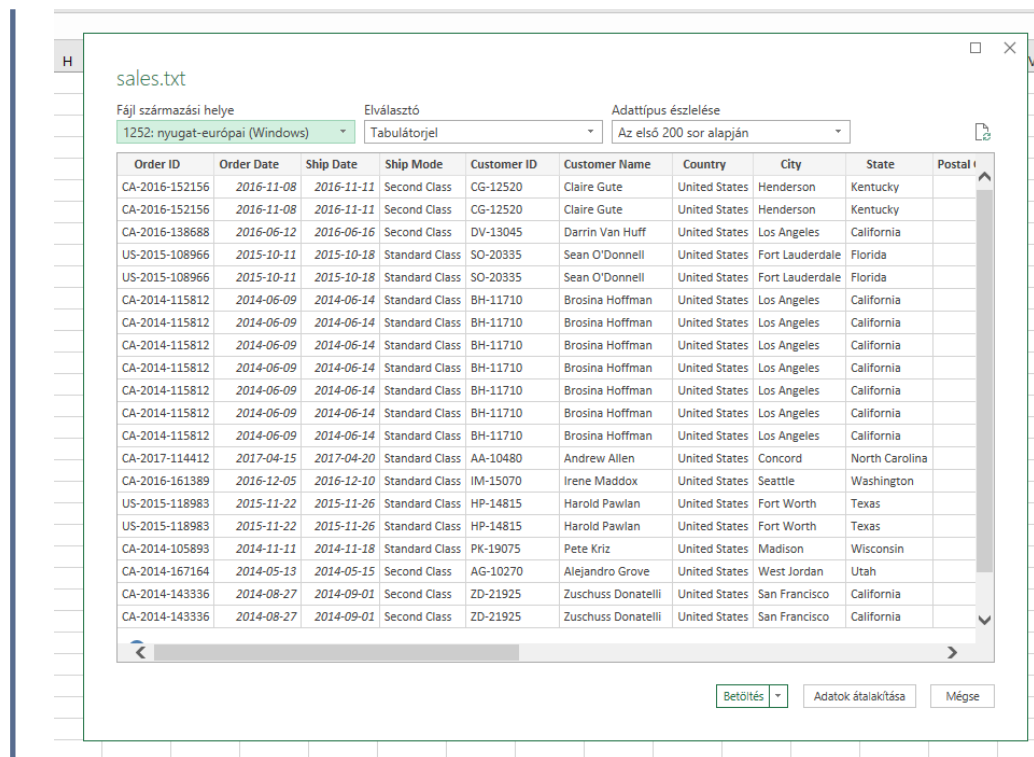 H
sales.txt
Fájl származási helye Elválasztó Adattípus észlelése
1252: nyugat-európai (Windows) Tabulátorjel Az első 200 sor alapján
Order ID Order Date Ship Date Ship Mode Customer ID Customer Name Country City State Postal
CA-2016-152156 2016-11-08 2016-11-11 Second Class CG-12520 Claire Gute United States Henderson Kentucky
CA-2016-152156 2016-11-08 2016-11-11 Second Class CG-12520 Claire Gute United States Henderson Kentucky
CA-2016-138688 2016-06-12 2016-06-16 Second Class DV-13045 Darrin Van Huff United States Los Angeles California
US-2015-108966 2015-10-11 2015-10-18 Standard Class SO-20335 Sean O'Donnell United States Fort Lauderdale Florida
US-2015-108966 2015-10-11 2015-10-18 Standard Class SO-20335 Sean O'Donnell United States Fort Lauderdale Florida
CA-2014-115812 2014-06-09 2014-06-14 Standard Class BH-11710 Brosina Hoffman United States Los Angeles California
CA-2014-115812 2014-06-09 2014-06-14 Standard Class BH-11710 Brosina Hoffman United States Los Angeles California
CA-2014-115812 2014-06-09 2014-06-14 Standard Class BH-11710 Brosina Hoffman United States Los Angeles California
CA-2014-115812 2014-06-09 2014-06-14 Standard Class BH-11710 Brosina Hoffman United States Los Angeles California
CA-2014-115812 2014-06-09 2014-06-14 Standard Class BH-11710 Brosina Hoffman United States Los Angeles California
CA-2014-115812 2014-06-09 2014-06-14 Standard Class BH-11710 Brosina Hoffman United States Los Angeles California
CA-2014-115812 2014-06-09 2014-06-14 Standard Class BH-11710 Brosina Hoffman United States Los Angeles California
CA-2017-114412 2017-04-15 2017-04-20 Standard Class AA-10480 Andrew Allen United States Concord North Carolina
CA-2016-161389 2016-12-05 2016-12-10 Standard Class IM-15070 Irene Maddox United States Seattle Washington
US-2015-118983 2015-11-22 2015-11-26 Standard Class HP-14815 Harold Pawlan United States Fort Worth Texas
US-2015-118983 2015-11-22 2015-11-26 Standard Class HP-14815 Harold Pawlan United States Fort Worth Texas
CA-2014-105893 2014-11-11 2014-11-18 Standard Class PK-19075 Pete Kriz United States Madison Wisconsin
CA-2014-167164 2014-05-13 2014-05-15 Second Class AG-10270 Alejandro Grove United States West Jordan Utah
CA-2014-143336 2014-08-27 2014-09-01 Second Class ZD-21925 Zuschuss Donatelli United States San Francisco California
CA-2014-143336 2014-08-27 2014-09-01 Second Class ZD-21925 Zuschuss Donatelli United States San Francisco California
Betöltés Adatok átalakítása Mégse